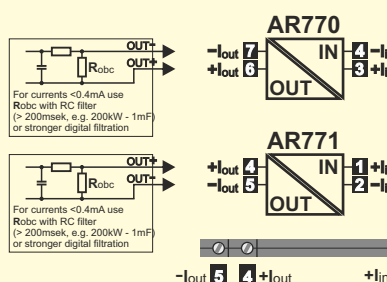 AR770
OUT-
OUT+
Robc
For currents <0.4mA use
Robc with RC filter
(> 200msek, e.g. 200kW - 1mF)
or stronger digital filtration
-Iout 7 IN 4 -I
+Iout 6 3 +I
OUT
AR771
OUT+
OUT-
Robc
For currents <0.4mA use
Robc with RC filter
(> 200msek, e.g. 200kW - 1mF)
or stronger digital filtration
+Iout 4 IN 1 +I
-Iout 5 2 -I
OUT
-Iout 5 4 +Iout +Iin